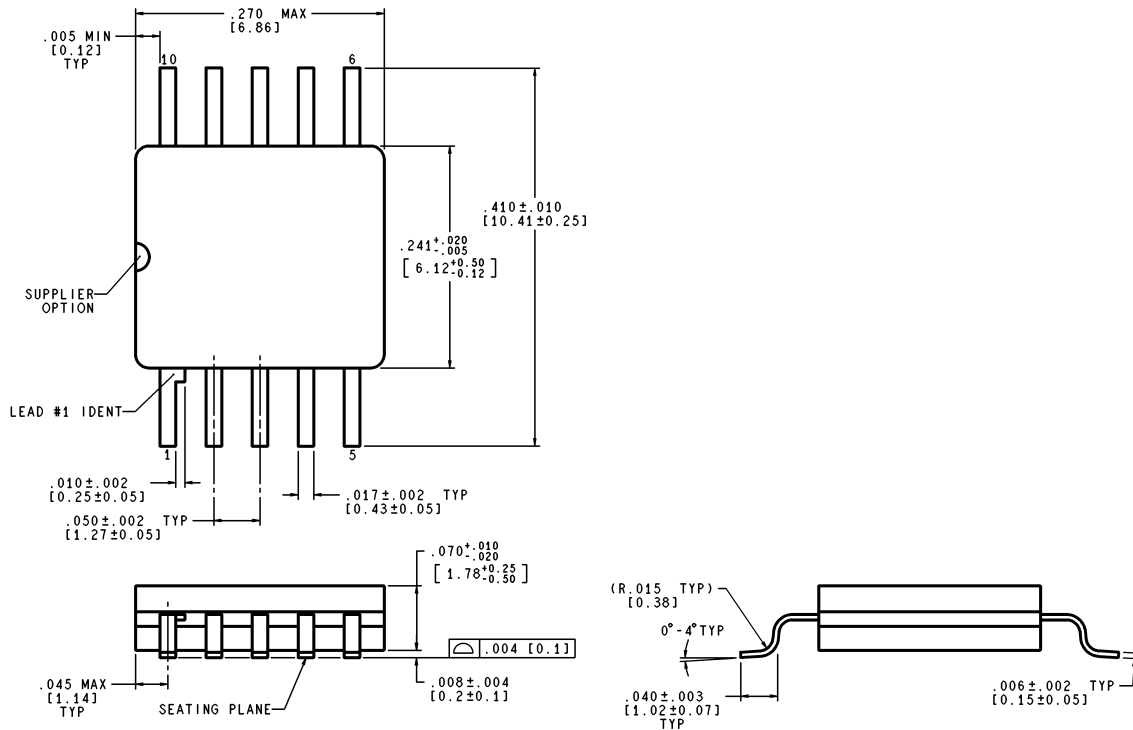 .270 MAX
[6.86]
.005 MIN
[0.12]
TYP
10
6
.410±.010
[10.41±0.25]
.241+.020
-.005
[ 6.12+0.50
-0.12 ]
SUPPLIER
OPTION
LEAD #1 IDENT
1
5
.010±.002
[0.25±0.05]
.017±.002 TYP
[0.43±0.05]
.050±.002 TYP
[1.27±0.05]
.070+.010
-.020
[ 1.78+0.25
-0.50 ]
.004 [0.1]
.008±.004
[0.2±0.1]
.045 MAX
[1.14]
TYP
SEATING PLANE
(R.015 TYP)
[0.38]
0°-4°TYP
.040±.003
[1.02±0.07]
TYP
.006±.002 TYP
[0.15±0.05]